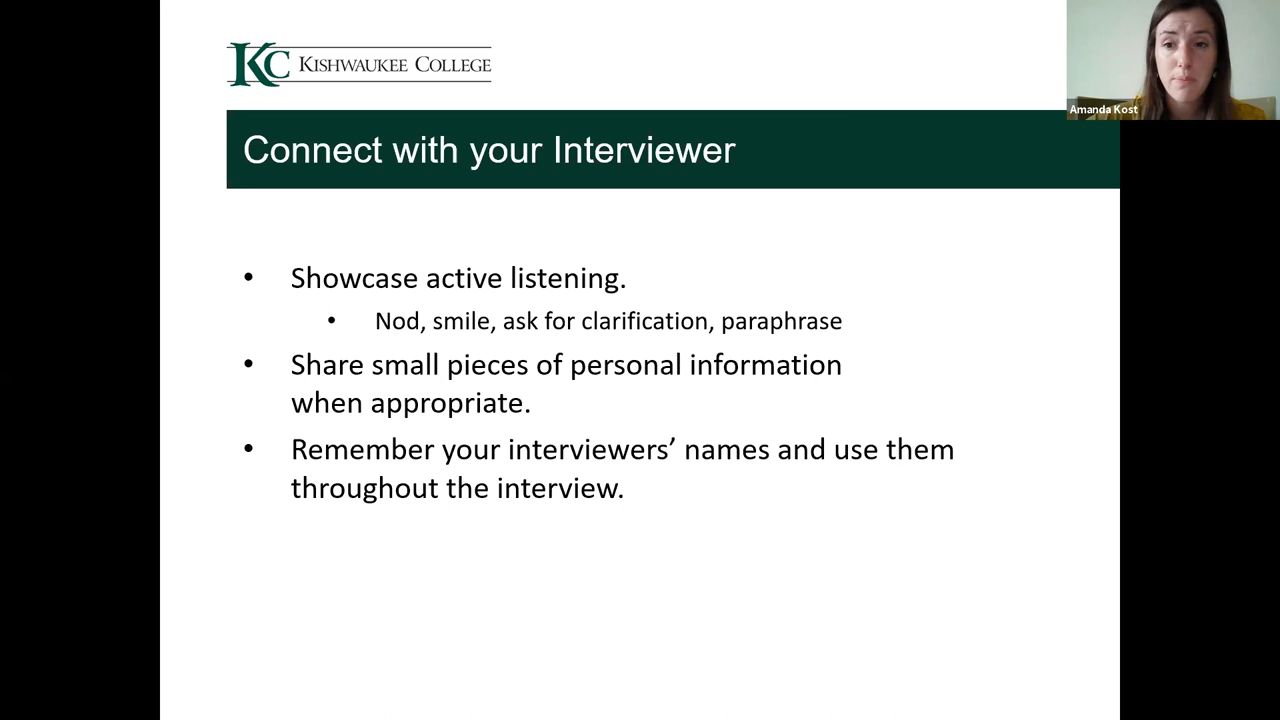 KC KISHWAUKEE COLLEGE
Amanda Kost
Connect with your Interviewer
• Showcase active listening.
• Nod, smile, ask for clarification, paraphrase
• Share small pieces of personal information
when appropriate.
• Remember your interviewers’ names and use them
throughout the interview.